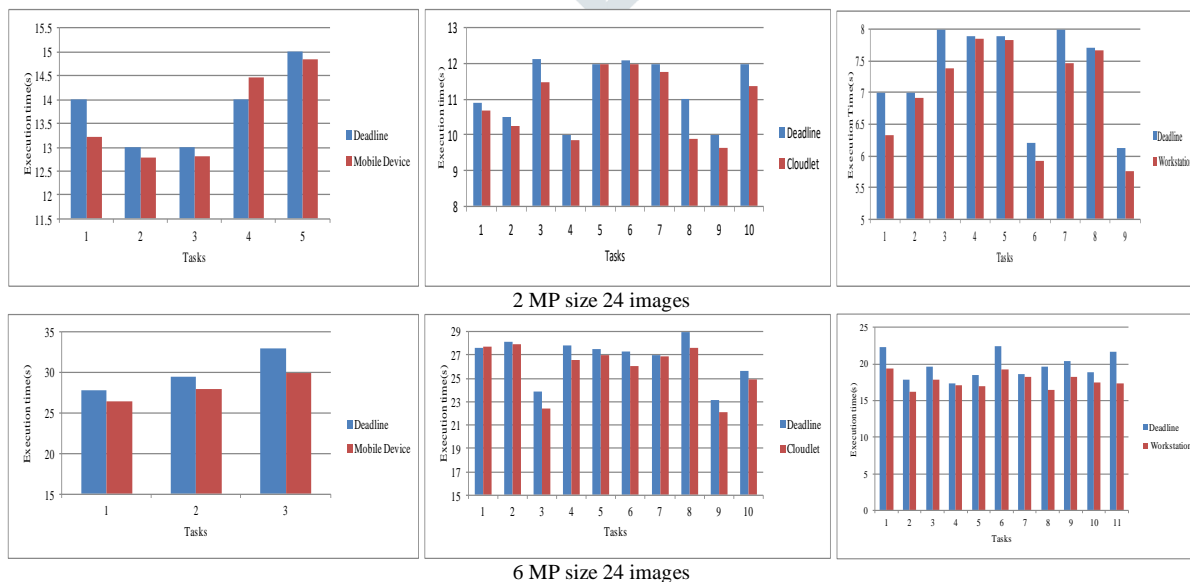 15.5
15
14.5
14
13.5
13
12.5
12
11.5
Execution time(s)
1 2 3 4 5
Tasks
Deadline
Mobile Device
13
12
11
10
9
8
Execution time(s)
1 2 3 4 5 6 7 8 9 10
Tasks
Deadline
Cloudlet
8
7.5
7
6.5
6
5.5
5
Execution Time(s)
1 2 3 4 5 6 7 8 9
Tasks
Deadline
Workstation
2 MP size 24 images
35
30
25
20
15
Execution time(s)
1 2 3
Tasks
Deadline
Mobile Device
29
27
25
23
21
19
17
15
Execution time(s)
1 2 3 4 5 6 7 8 9 10
Tasks
Deadline
Cloudlet
25
20
15
10
5
0
Execution time(s)
1 2 3 4 5 6 7 8 9 10 11
Tasks
Deadline
Workstation
6 MP size 24 images